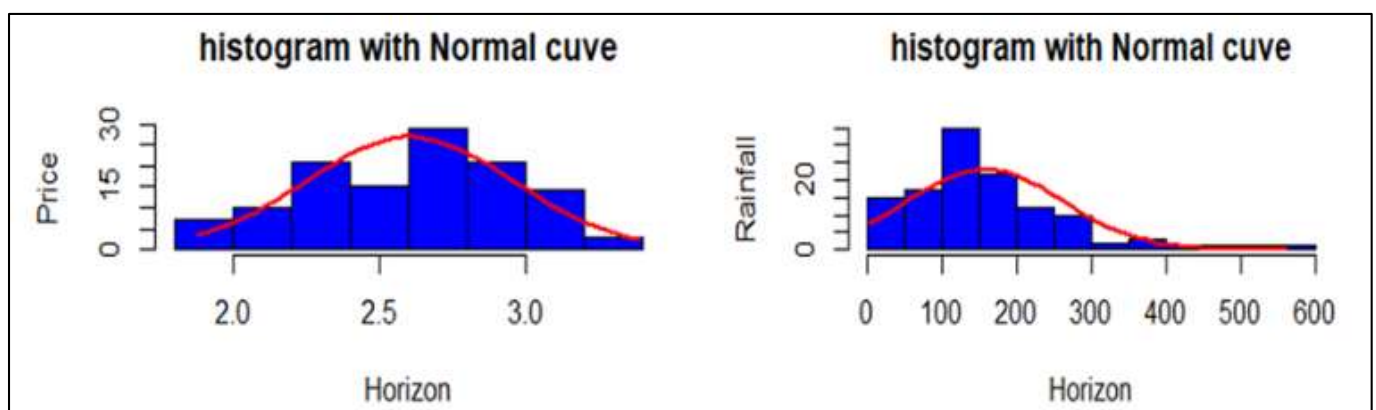 histogram with Normal cuve
Price
0 15 30
2.0 2.5 3.0
Horizon
histogram with Normal cuve
Rainfall
0 20
0 100 200 300 400 500 600
Horizon